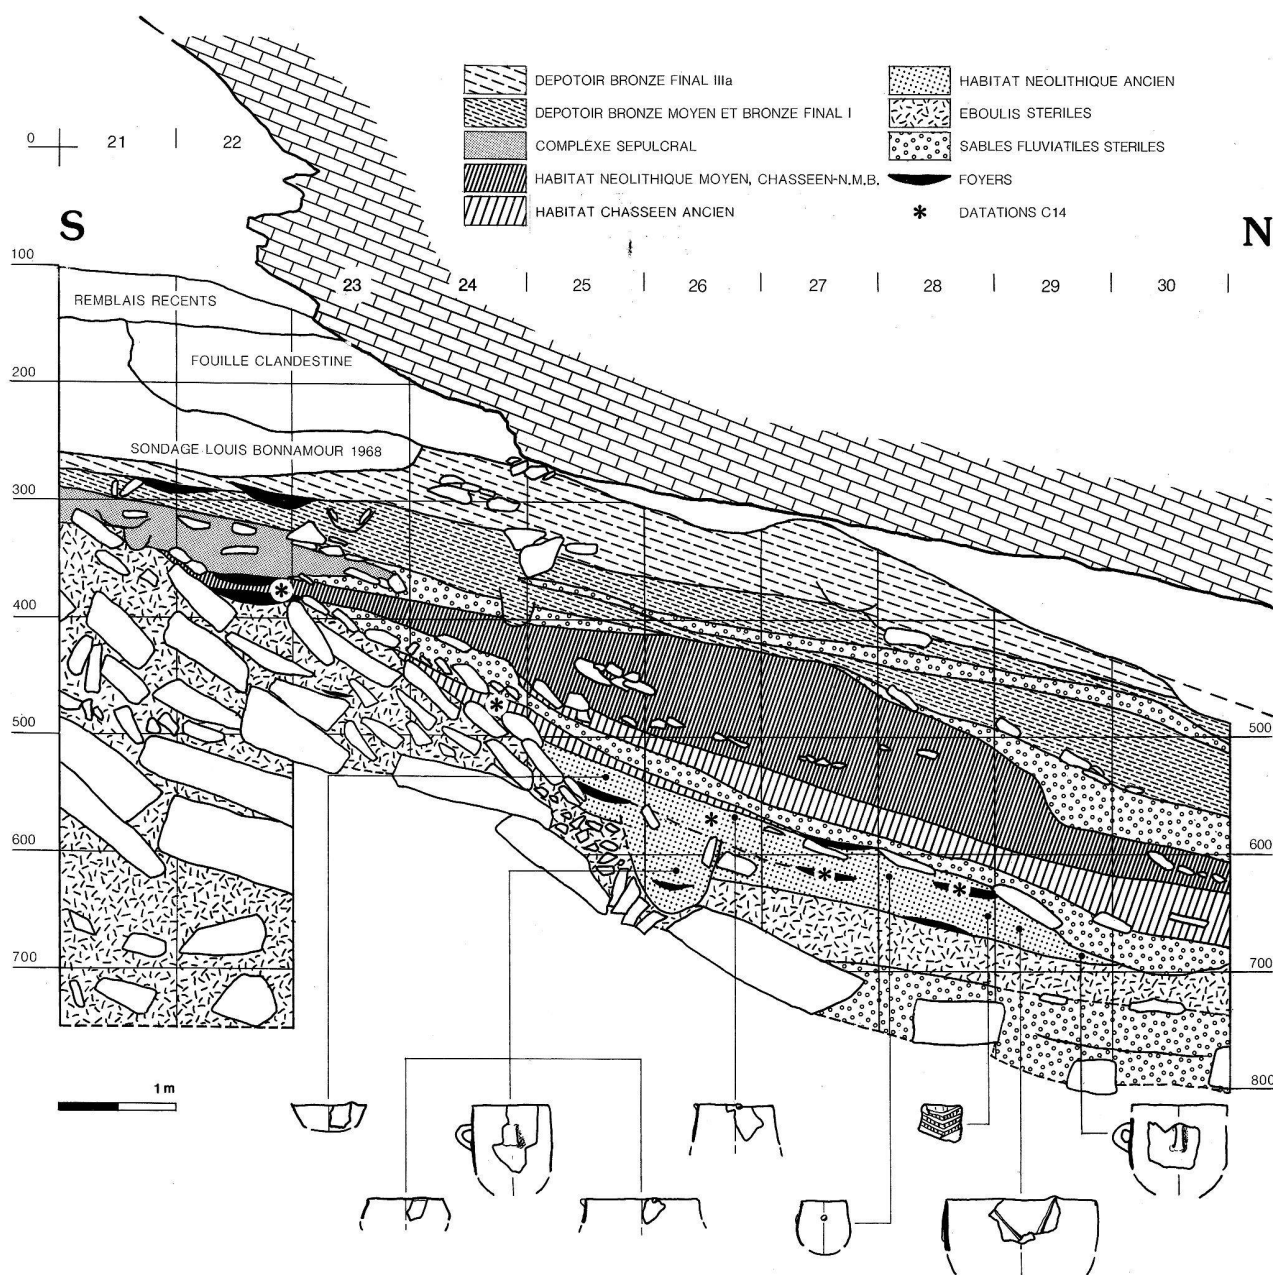 DEPOTOIR BRONZE FINAL IIIa
DEPOTOIR BRONZE MOYEN ET BRONZE FINAL I
COMPLÈXE SEPULCRAL
HABITAT NEOLITHIQUE MOYEN, CHASSEEN-N.M.B.
HABITAT CHASSEEN ANCIEN
HABITAT NEOLITHIQUE ANCIEN
EBOULIS STERILES
SABLES FLUVIATILES STERILES
FOYERS
* DATATIONS C14
0 21 22
S N
100
23 24 25 26 27 28 29 30
REMBLAIS RECENTS
FOUILLE CLANDESTINE
200
SONDAGE LOUIS BONNAMOUR 1968
300
400
500 500
600 600
700 700
800
1 m